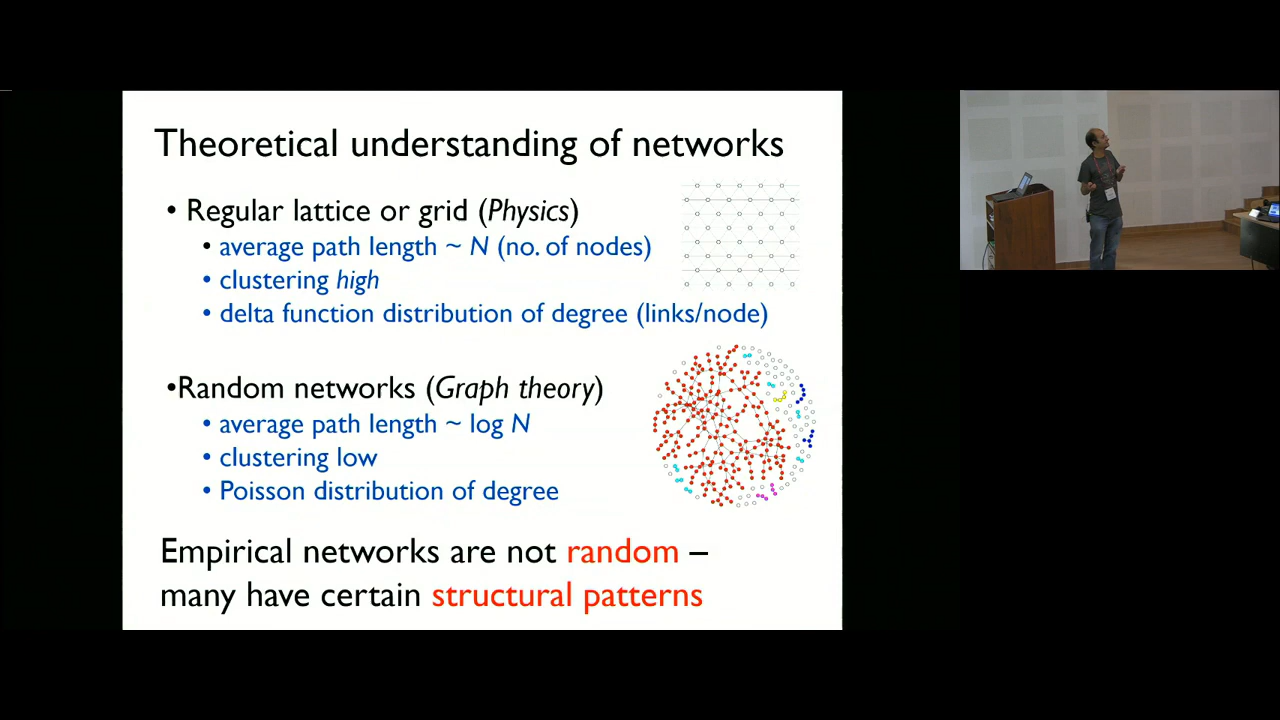 Theoretical understanding of networks
• Regular lattice or grid (Physics)
• average path length ~ N (no. of nodes)
• clustering high
• delta function distribution of degree (links/node)
•Random networks (Graph theory)
• average path length ~ log N
• clustering low
• Poisson distribution of degree
Empirical networks are not random –
many have certain structural patterns